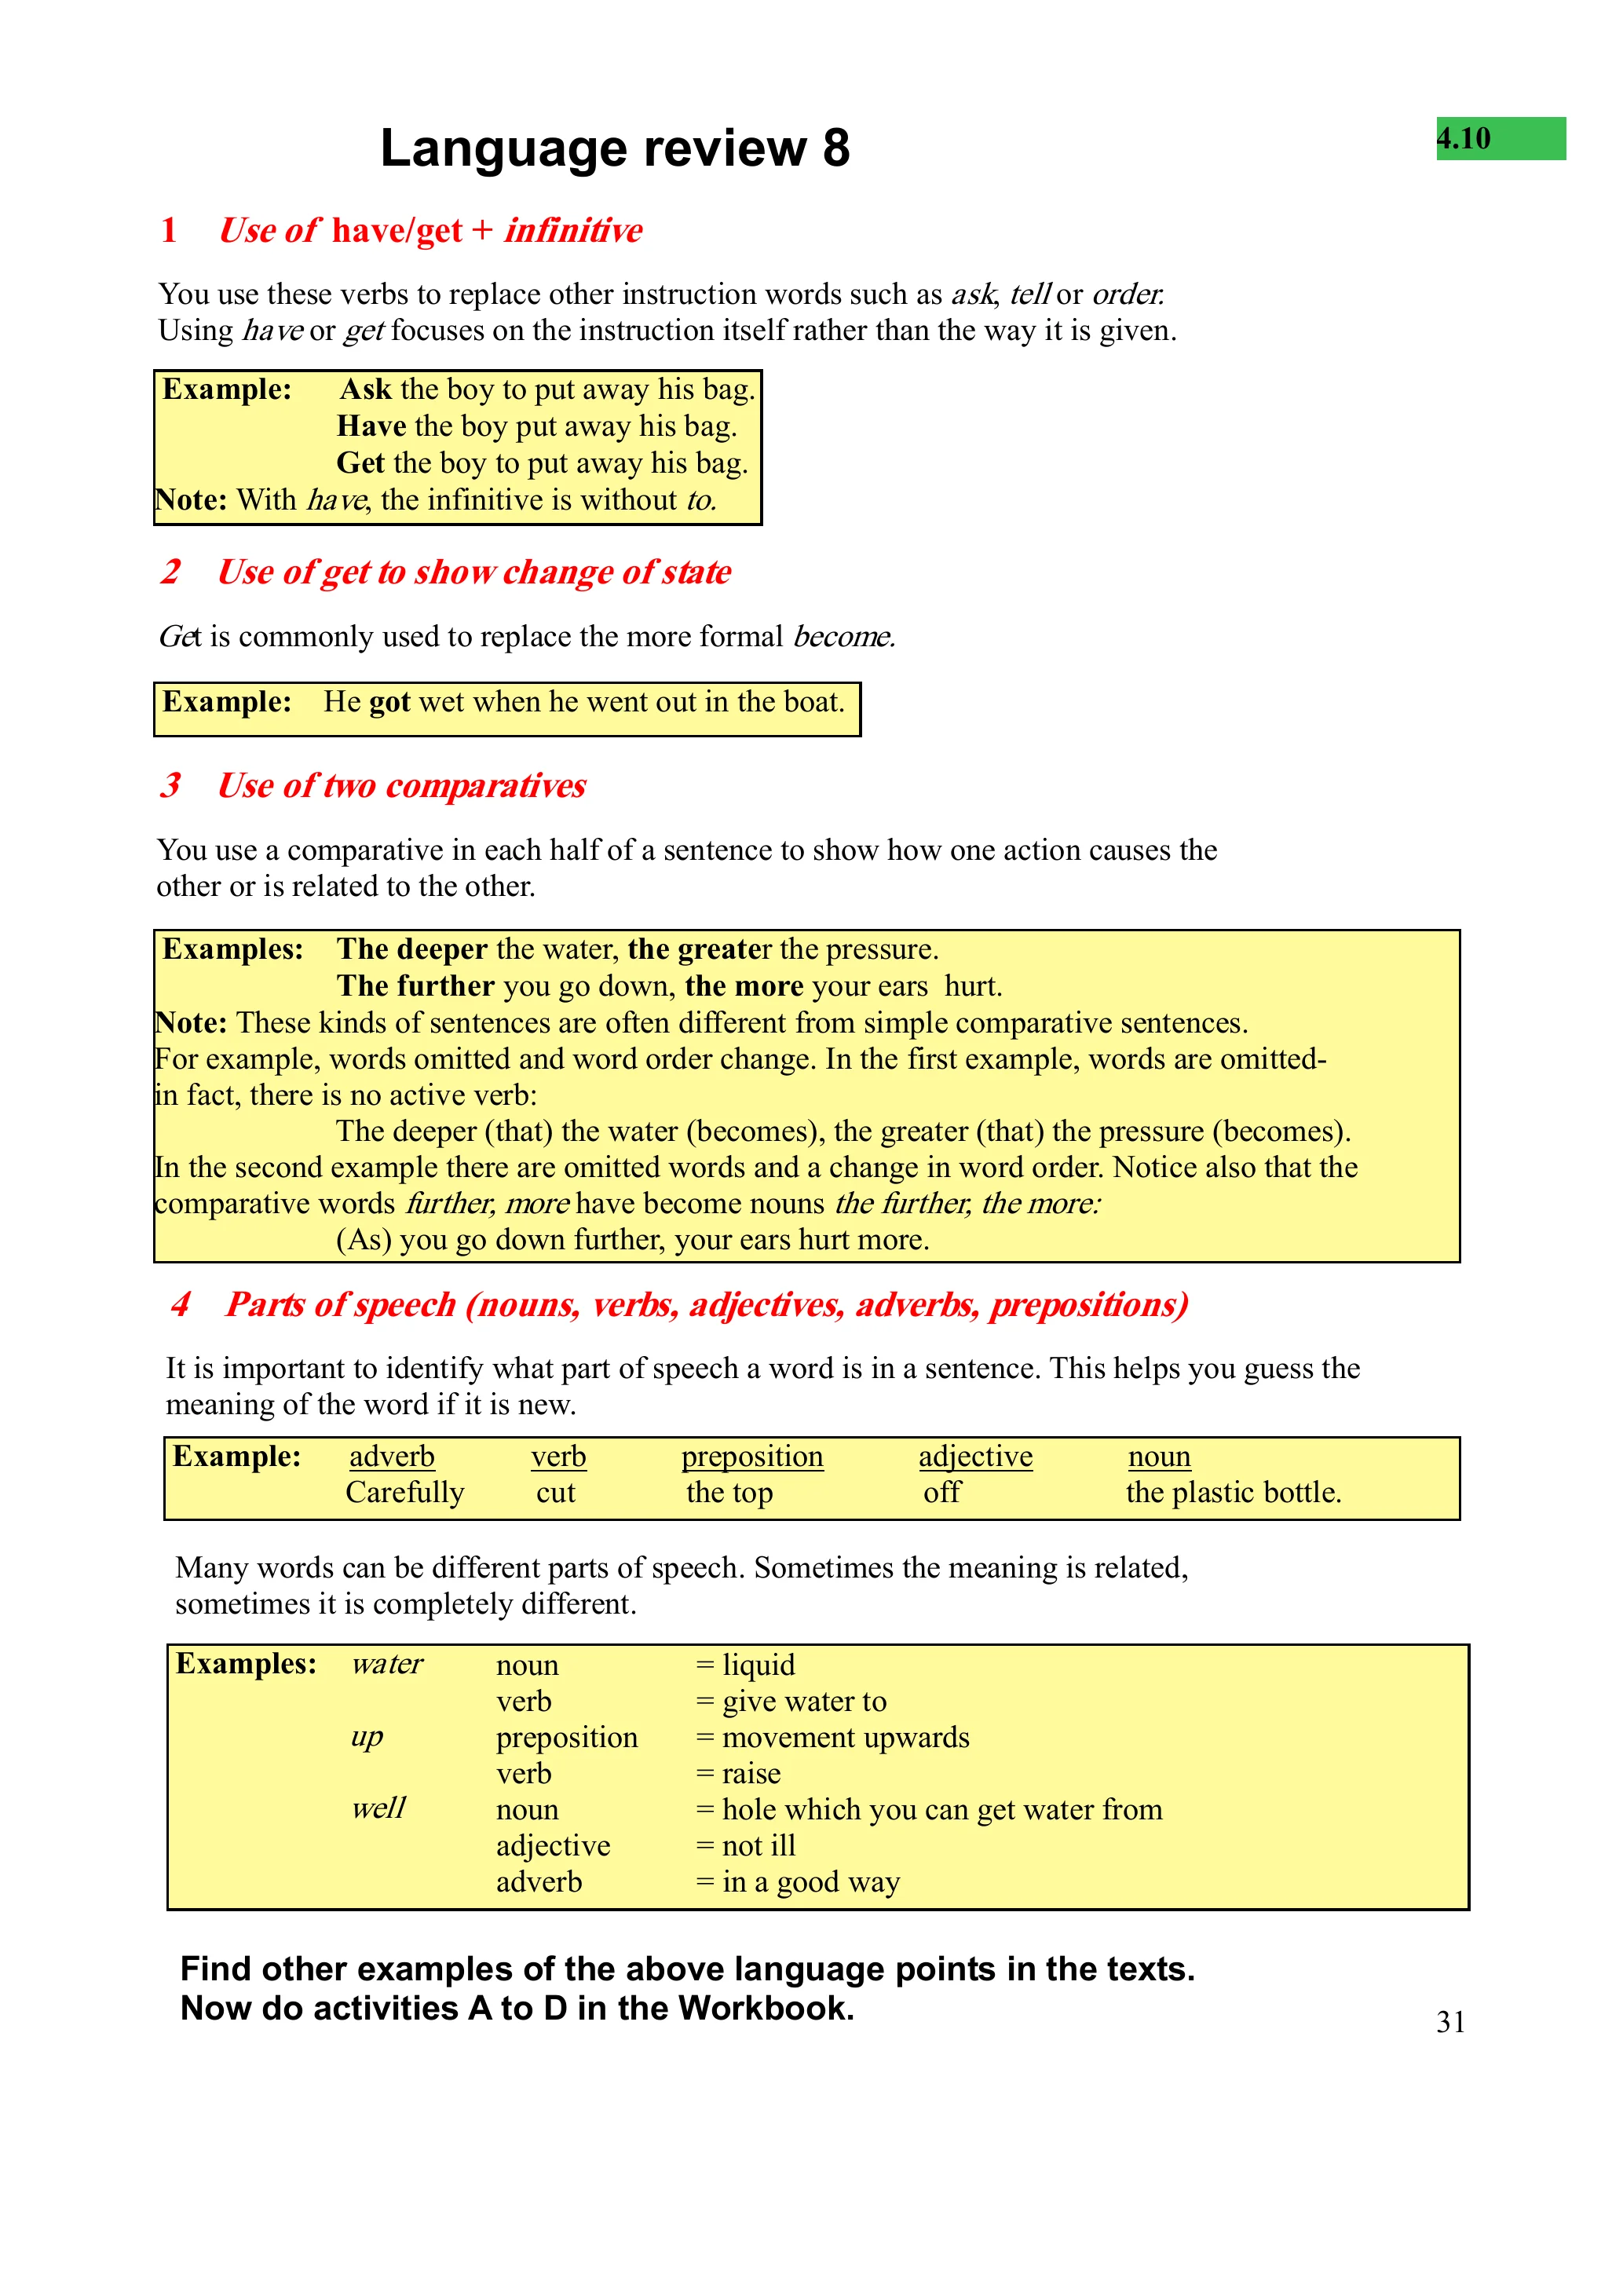 Language review 8
4.10
1 Use of have/get + infinitive
You use these verbs to replace other instruction words such as ask, tell or order.
Using have or get focuses on the instruction itself rather than the way it is given.
Example: Ask the boy to put away his bag.
Have the boy put away his bag.
Get the boy to put away his bag.
Note: With have, the infinitive is without to.
2 Use of get to show change of state
Get is commonly used to replace the more formal become.
Example: He got wet when he went out in the boat.
3 Use of two comparatives
You use a comparative in each half of a sentence to show how one action causes the
other or is related to the other.
Examples: The deeper the water, the greater the pressure.
The further you go down, the more your ears hurt.
Note: These kinds of sentences are often different from simple comparative sentences.
For example, words omitted and word order change. In the first example, words are omitted-
in fact, there is no active verb:
The deeper (that) the water (becomes), the greater (that) the pressure (becomes).
In the second example there are omitted words and a change in word order. Notice also that the
comparative words further, more have become nouns the further, the more:
(As) you go down further, your ears hurt more.
4 Parts of speech (nouns, verbs, adjectives, adverbs, prepositions)
It is important to identify what part of speech a word is in a sentence. This helps you guess the
meaning of the word if it is new.
Example: adverb verb preposition adjective noun
Carefully cut the top off the plastic bottle.
Many words can be different parts of speech. Sometimes the meaning is related,
sometimes it is completely different.
Examples: water noun = liquid
verb = give water to
up preposition = movement upwards
verb = raise
well noun = hole which you can get water from
adjective = not ill
adverb = in a good way
Find other examples of the above language points in the texts.
Now do activities A to D in the Workbook.
31